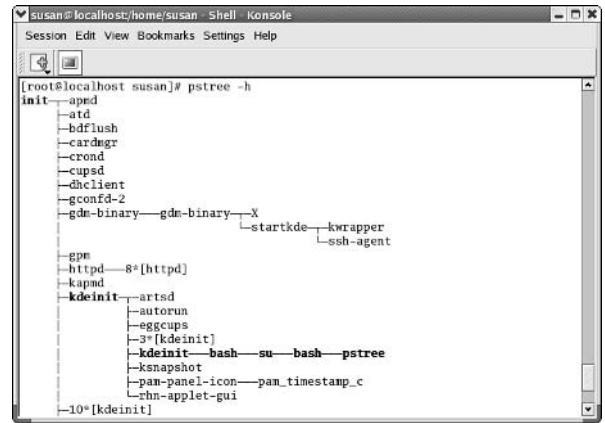 susan@localhost:/home/susan - Shell - Konsole
Session Edit View Bookmarks Settings Help
[root@localhost susan]# pstree -h
init─┬─apmd
     ├─atd
     ├─bdflush
     ├─cardmgr
     ├─crond
     ├─cupsd
     ├─dhclient
     ├─gconfd-2
     ├─gdm-binary───gdm-binary─┬─X
     │                         └─startkde─┬─kwrapper
     │                                    └─ssh-agent
     ├─gpm
     ├─httpd───8*[httpd]
     ├─kapmd
     ├─kdeinit─┬─artsd
     │         ├─autorun
     │         ├─eggcups
     │         ├─3*[kdeinit]
     │         ├─kdeinit───bash───su───bash───pstree
     │         ├─ksnapshot
     │         ├─pam-panel-icon───pam_timestamp_c
     │         └─rhn-applet-gui
     ├─10*[kdeinit]